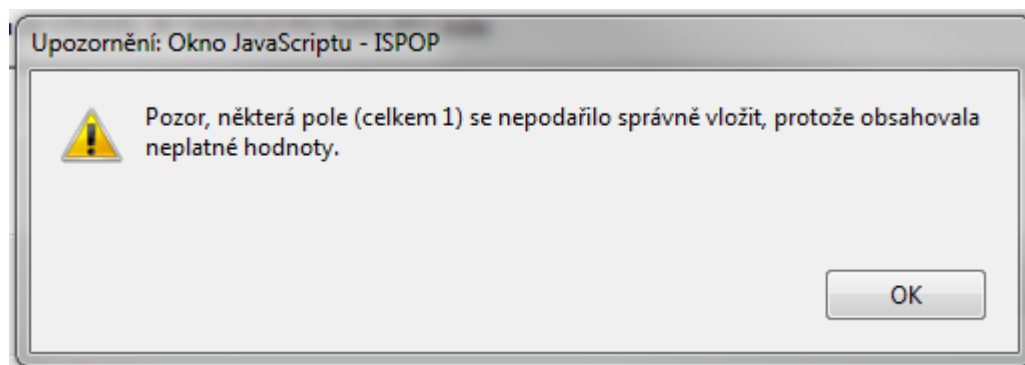 Upozornění: Okno JavaScriptu - ISPOP
Pozor, některá pole (celkem 1) se nepodařilo správně vložit, protože obsahovala
neplatné hodnoty.
OK